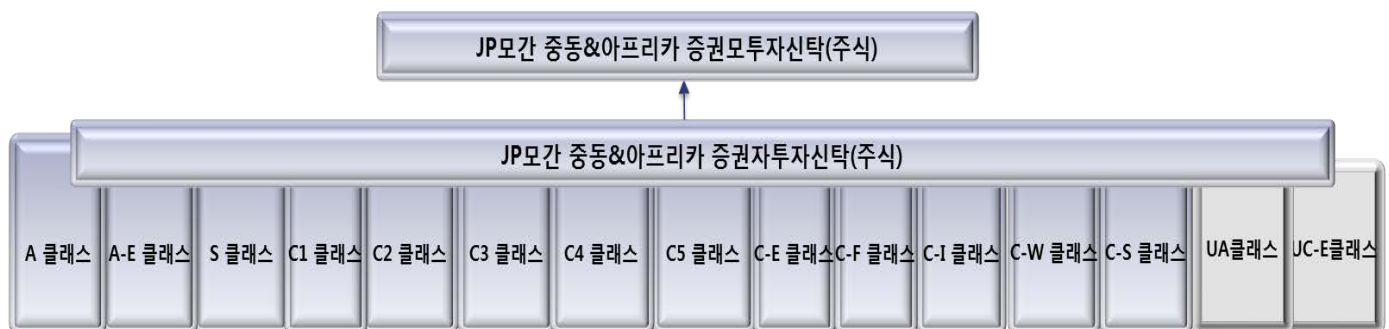 JP모간 중동&아프리카 증권모투자신탁(주식)
JP모간 중동&아프리카 증권자투자신탁(주식)
A 클래스 A-E 클래스 S 클래스 C1 클래스 C2 클래스 C3 클래스 C4 클래스 C5 클래스 C-E 클래스 C-F 클래스 C-I 클래스 C-W 클래스 C-S 클래스 UA클래스 UC-E클래스